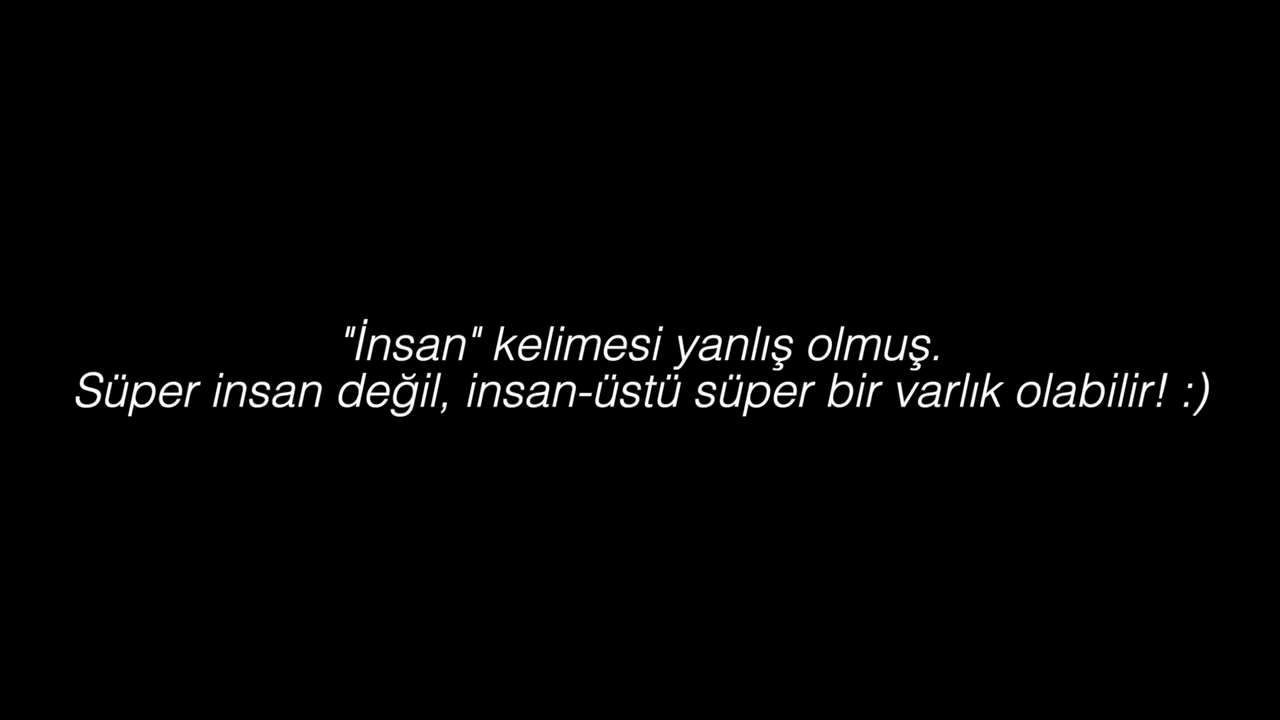 "İnsan" kelimesi yanlış olmuş.
Süper insan değil, insan-üstü süper bir varlık olabilir! :)